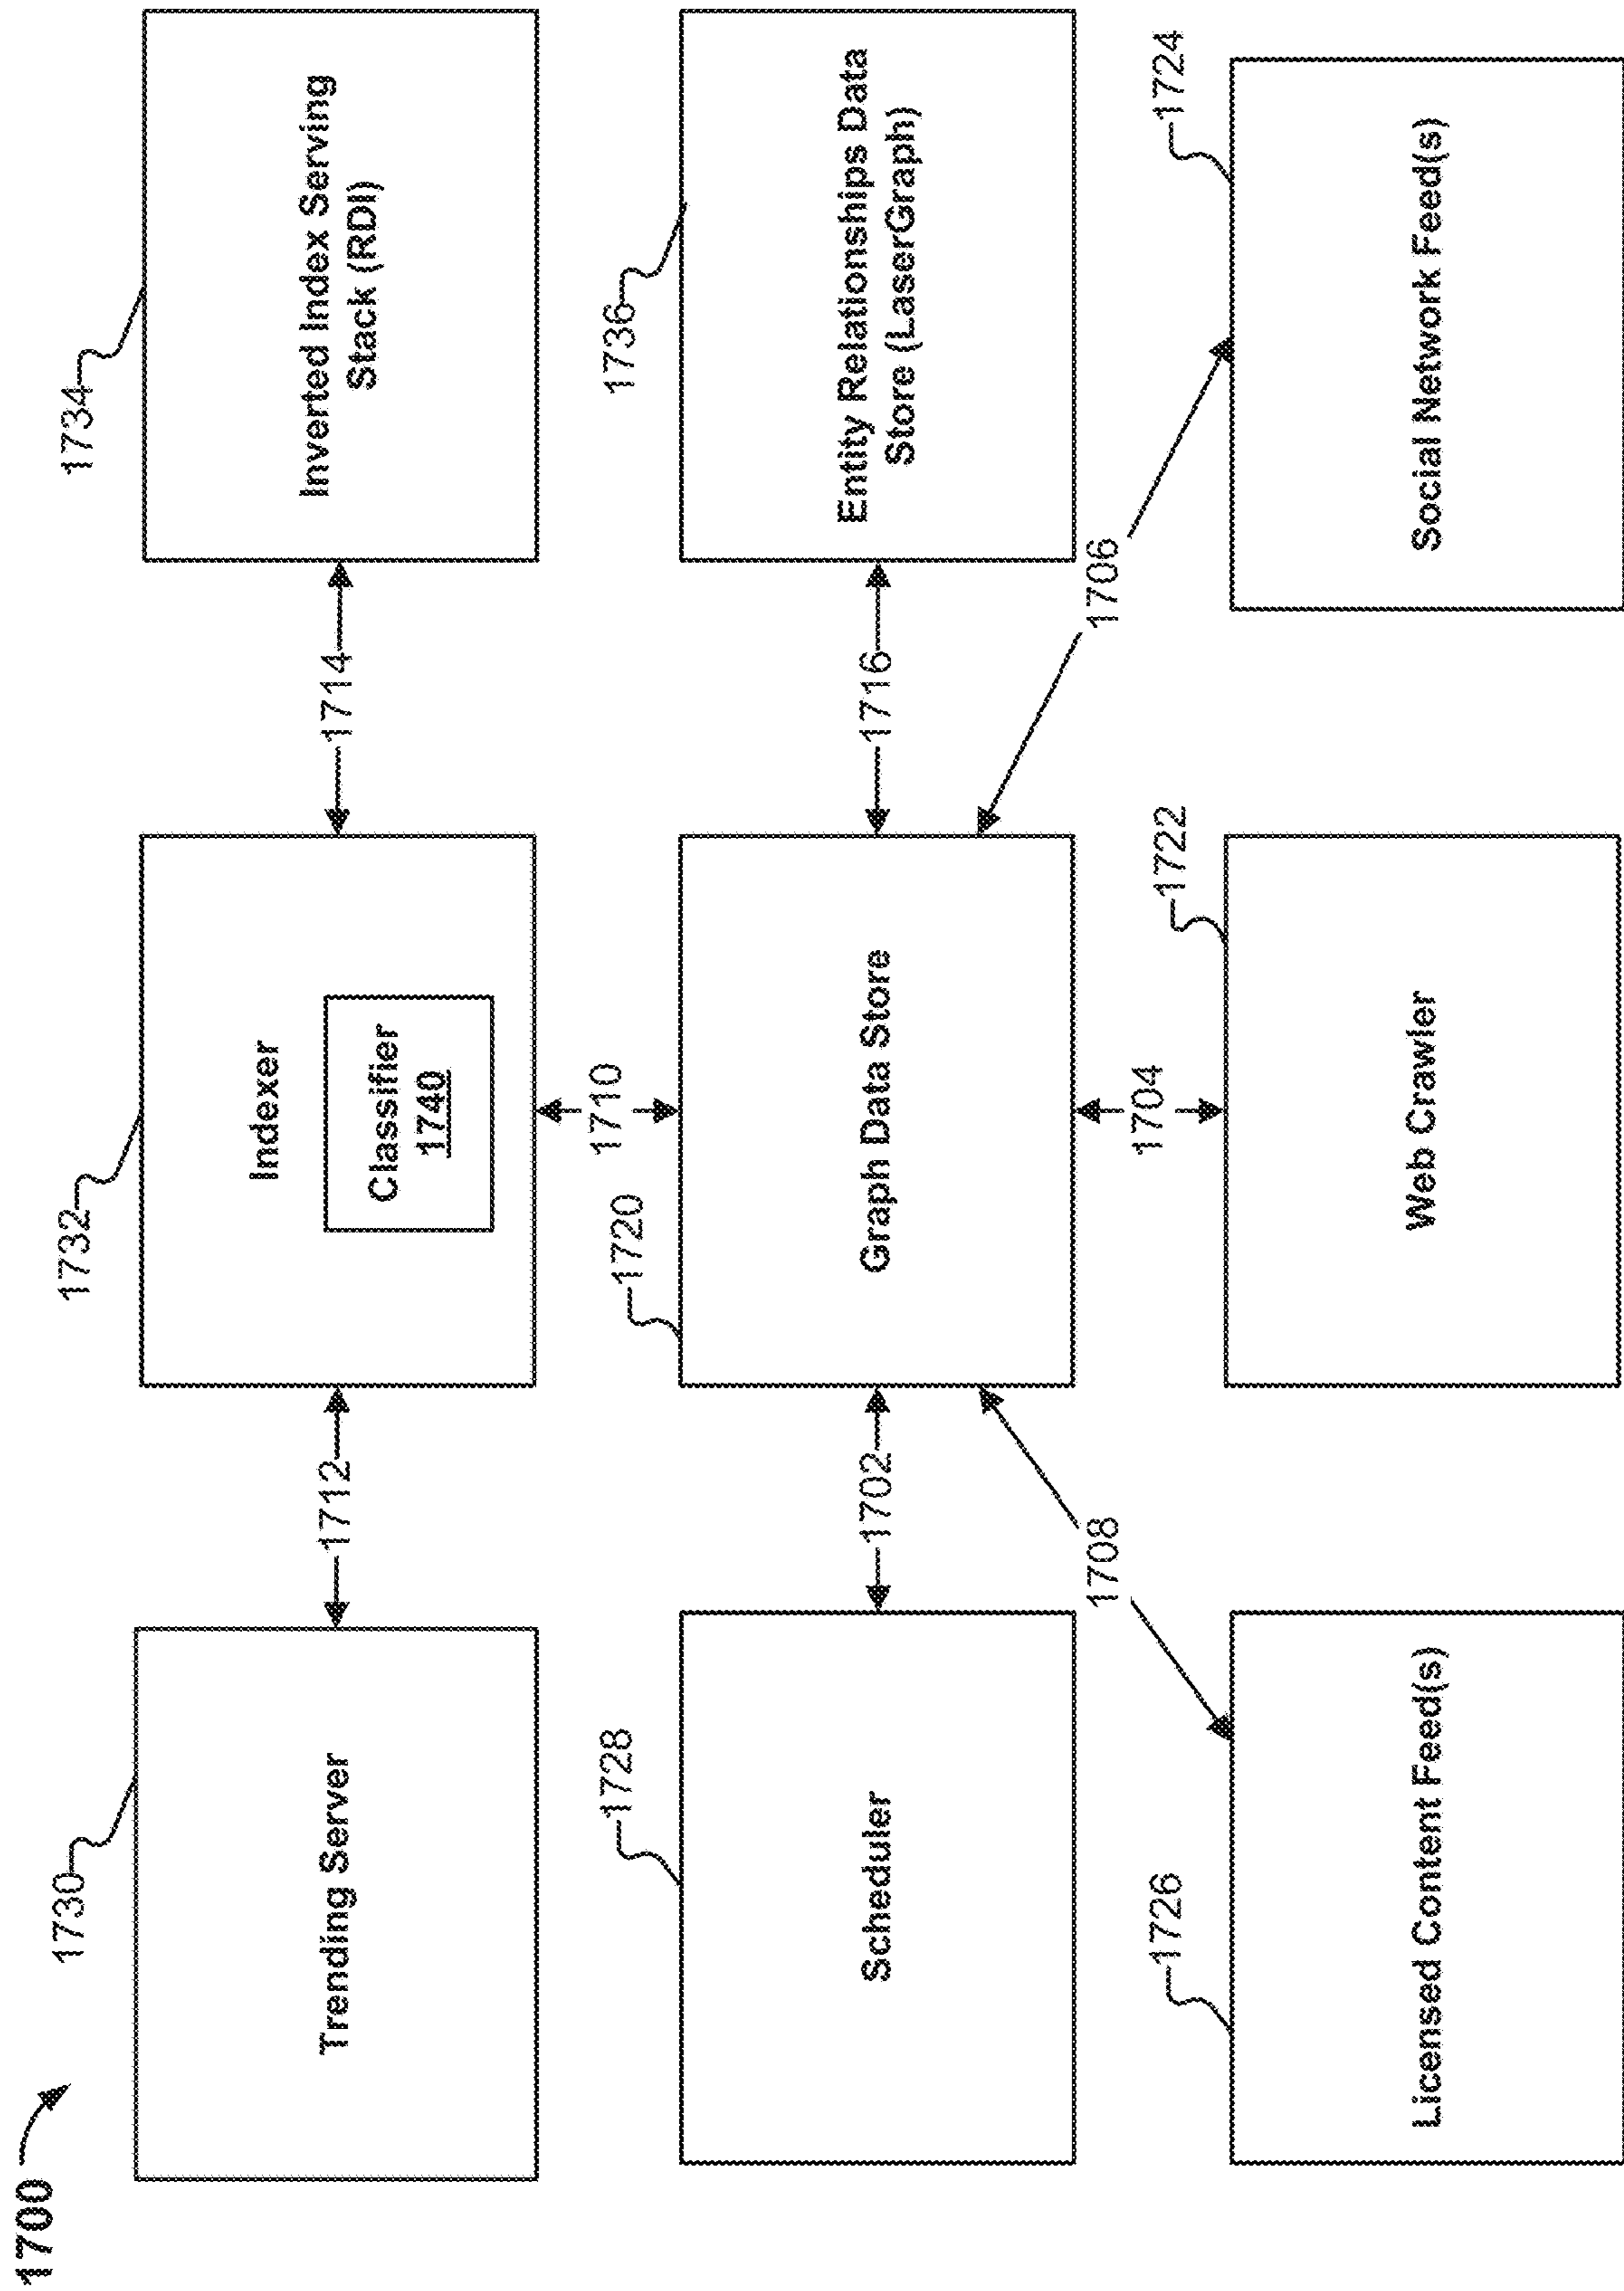 1700
1730
Trending Server
1712
1732
Indexer
Classifier
1740
1714
1734
Inverted Index Serving
Stack (RDI)
1710
1728
Scheduler
1702
1720
Graph Data Store
1716
1736
Entity Relationships Data
Store (LaserGraph)
1708
1704
1706
1726
Licensed Content Feed(s)
1722
Web Crawler
1724
Social Network Feed(s)